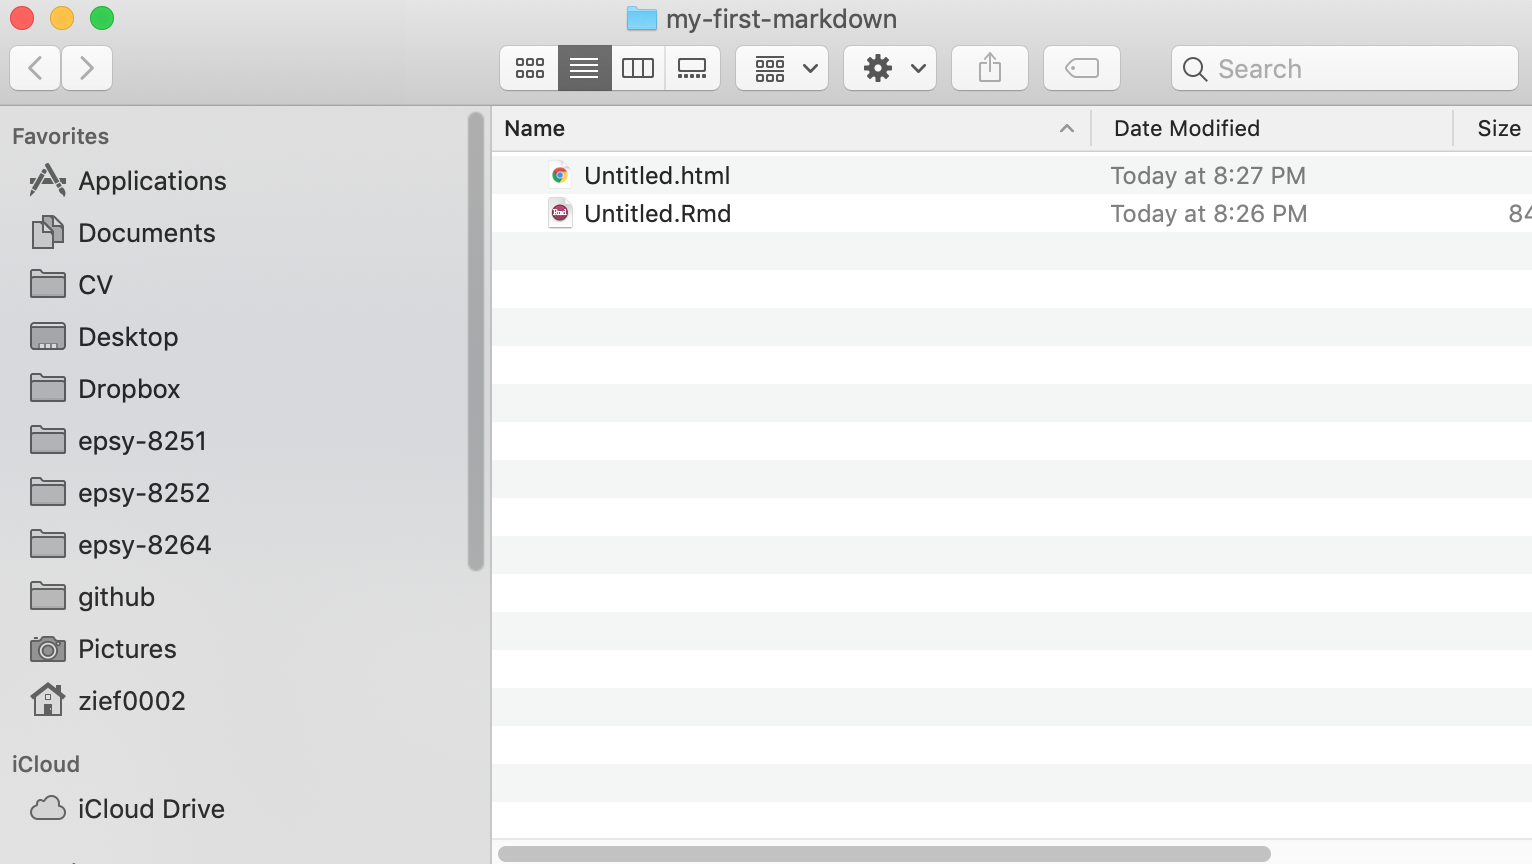 my-first-markdown
Search
Favorites
Applications
Documents
CV
Desktop
Dropbox
epsy-8251
epsy-8252
epsy-8264
github
Pictures
zief0002
iCloud
iCloud Drive
Name Date Modified Size
Untitled.html Today at 8:27 PM
Rmd Untitled.Rmd Today at 8:26 PM 84